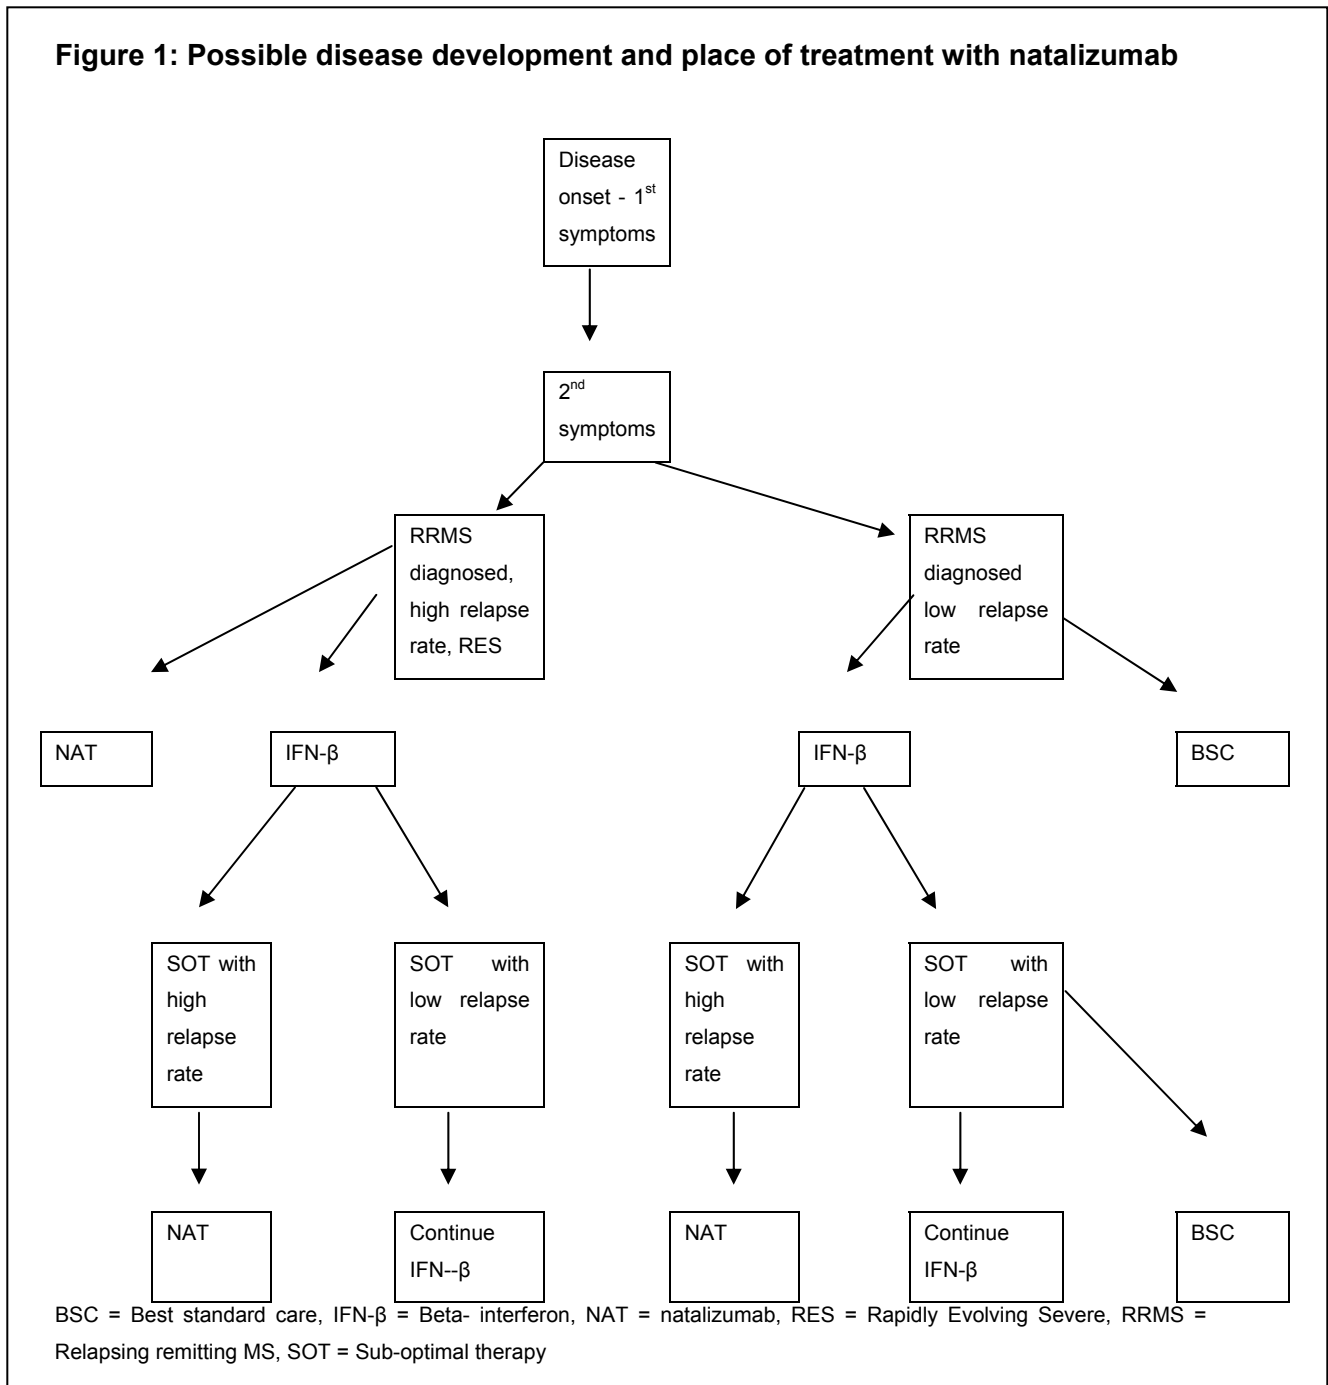 Figure 1: Possible disease development and place of treatment with natalizumab
Disease
onset - 1st
symptoms
2nd
symptoms
RRMS
diagnosed,
high relapse
rate, RES
RRMS
diagnosed
low relapse
rate
NAT
IFN-β
IFN-β
BSC
SOT with
high
relapse
rate
SOT with
low relapse
rate
SOT with
high
relapse
rate
SOT with
low relapse
rate
NAT
Continue
IFN--β
NAT
Continue
IFN-β
BSC
BSC = Best standard care, IFN-β = Beta- interferon, NAT = natalizumab, RES = Rapidly Evolving Severe, RRMS =
Relapsing remitting MS, SOT = Sub-optimal therapy